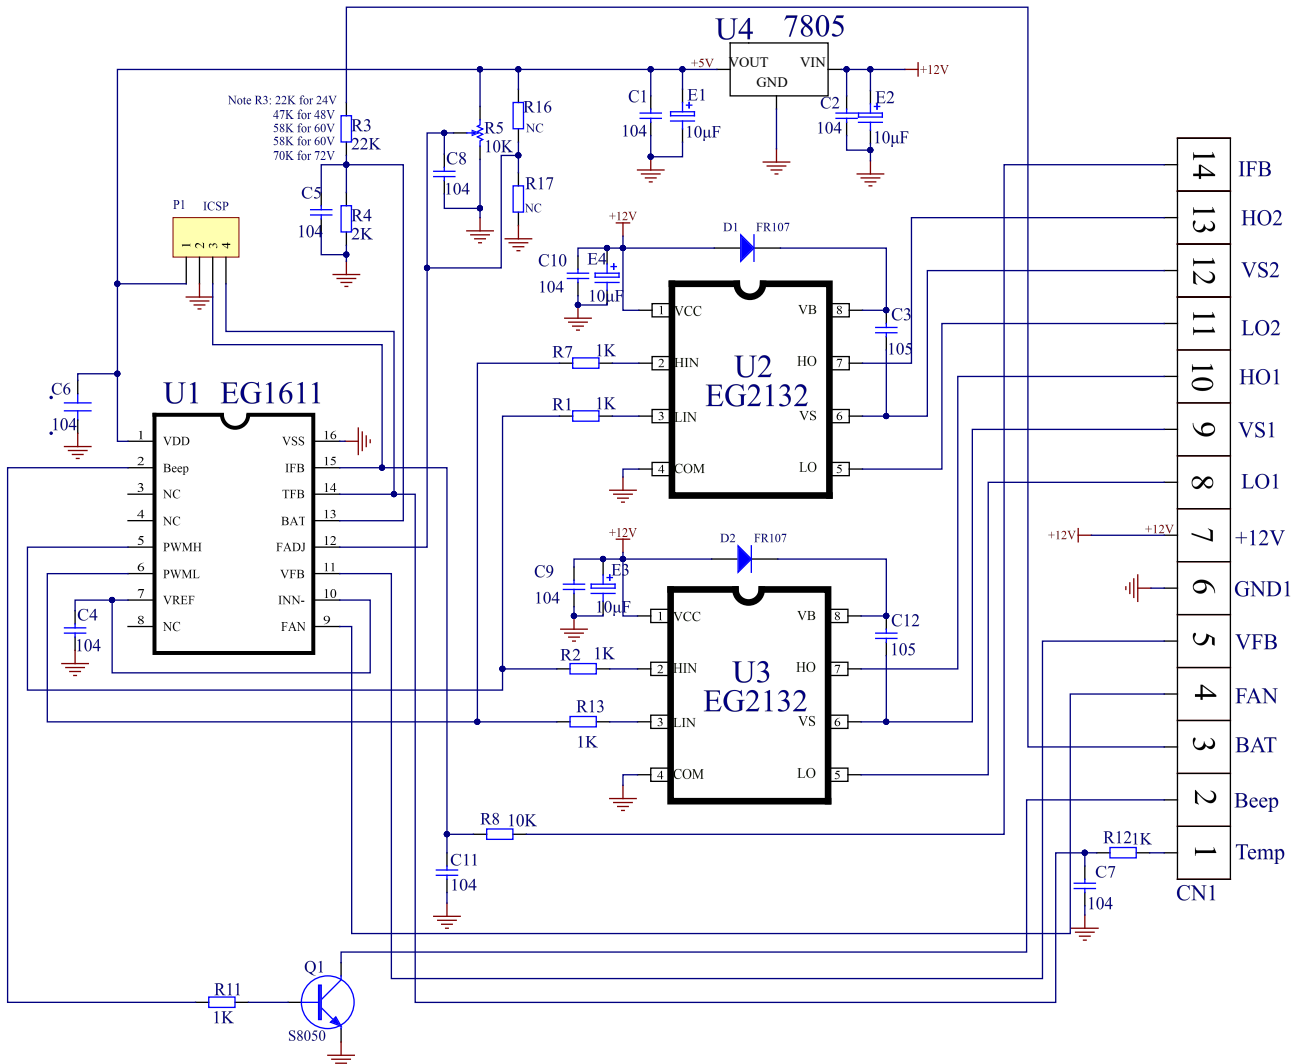 U4 7805
+5V
VOUT VIN
GND
+12V
Note R3: 22K for 24V
47K for 48V
58K for 60V
58K for 60V
70K for 72V
R3
22K
C5
104
R4
2K
R5
10K
C8
104
R16
NC
R17
NC
C1
104
E1
+
10μF
C2
104
E2
+
10μF
P1 ICSP
1 2 3 4
C6
104
U1 EG1611
1 VDD VSS 16
2 Beep IFB 15
3 NC TFB 14
4 NC BAT 13
5 PWMH FADJ 12
6 PWML VFB 11
7 VREF INN- 10
8 NC FAN 9
C4
104
+12V
D1 FR107
C10
104
E4
+
10μF
1 VCC VB 8
2 HIN HO 7
3 LIN VS 6
4 COM LO 5
U2
EG2132
C3
105
R7 1K
R1 1K
+12V
D2 FR107
C9
104
E3
+
10μF
1 VCC VB 8
2 HIN HO 7
3 LIN VS 6
4 COM LO 5
U3
EG2132
C12
105
R2 1K
R13
1K
R8 10K
C11
104
R12 1K
C7
104
R11
1K
Q1
S8050
14 IFB
13 HO2
12 VS2
11 LO2
10 HO1
9 VS1
8 LO1
+12V +12V 7 +12V
6 GND1
5 VFB
4 FAN
3 BAT
2 Beep
1 Temp
CN1